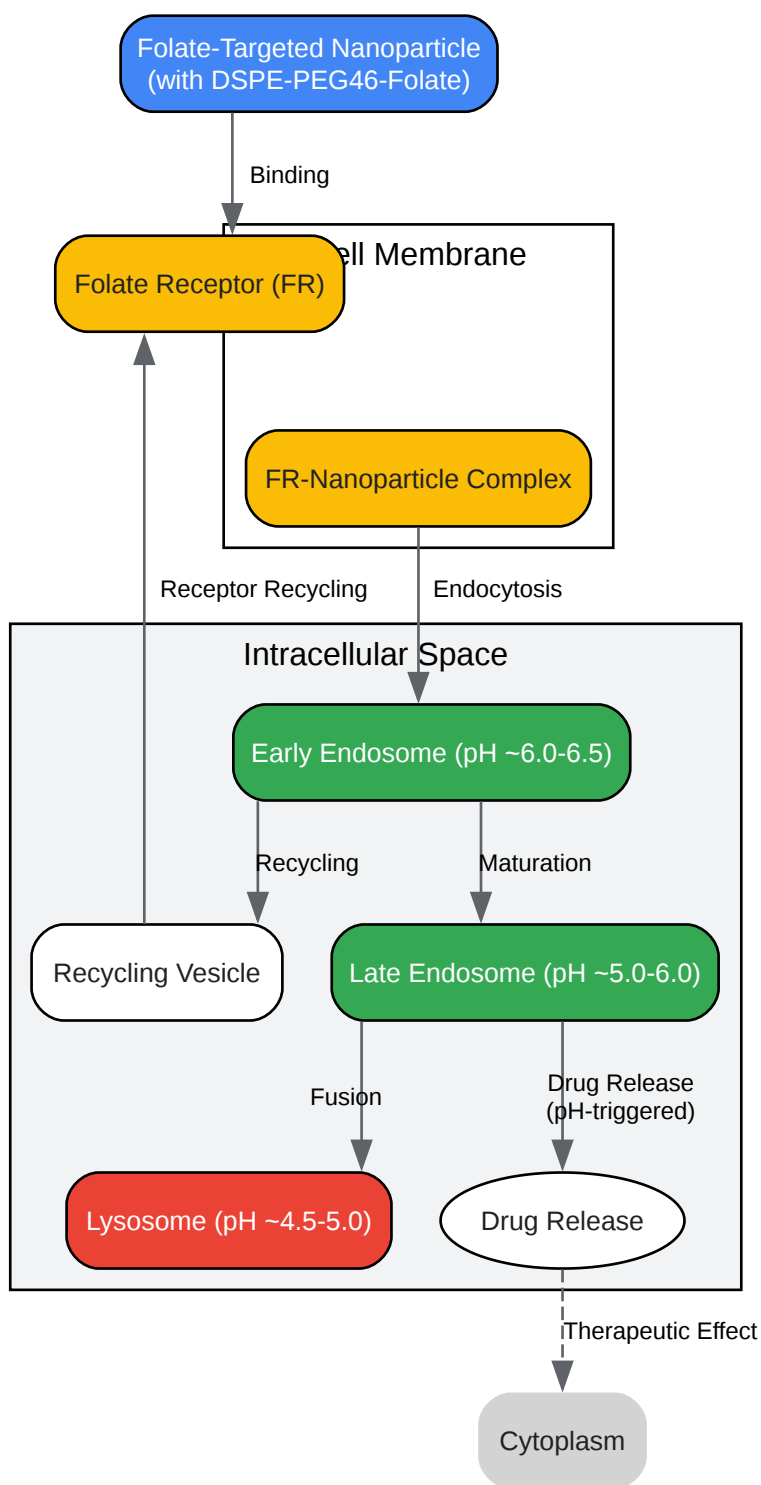 Folate-Targeted Nanoparticle
(with DSPE-PEG46-Folate)
Binding
ell Membrane
Folate Receptor (FR)
FR-Nanoparticle Complex
Receptor Recycling
Endocytosis
Intracellular Space
Early Endosome (pH ~6.0-6.5)
Recycling
Maturation
Recycling Vesicle
Late Endosome (pH ~5.0-6.0)
Fusion
Drug Release
(pH-triggered)
Lysosome (pH ~4.5-5.0)
Drug Release
Therapeutic Effect
Cytoplasm